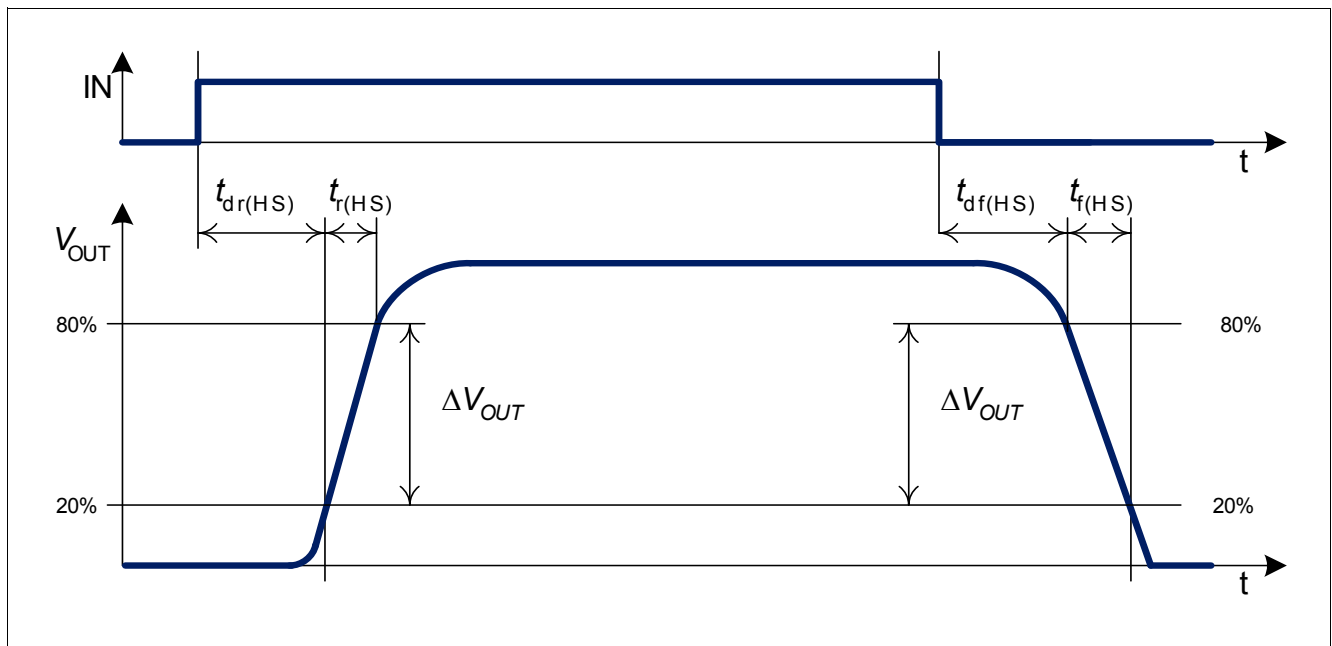 IN
t
tdr(HS) tr(HS) tdf(HS) tf(HS)
VOUT
80% 80%
ΔVOUT ΔVOUT
20% 20%
t